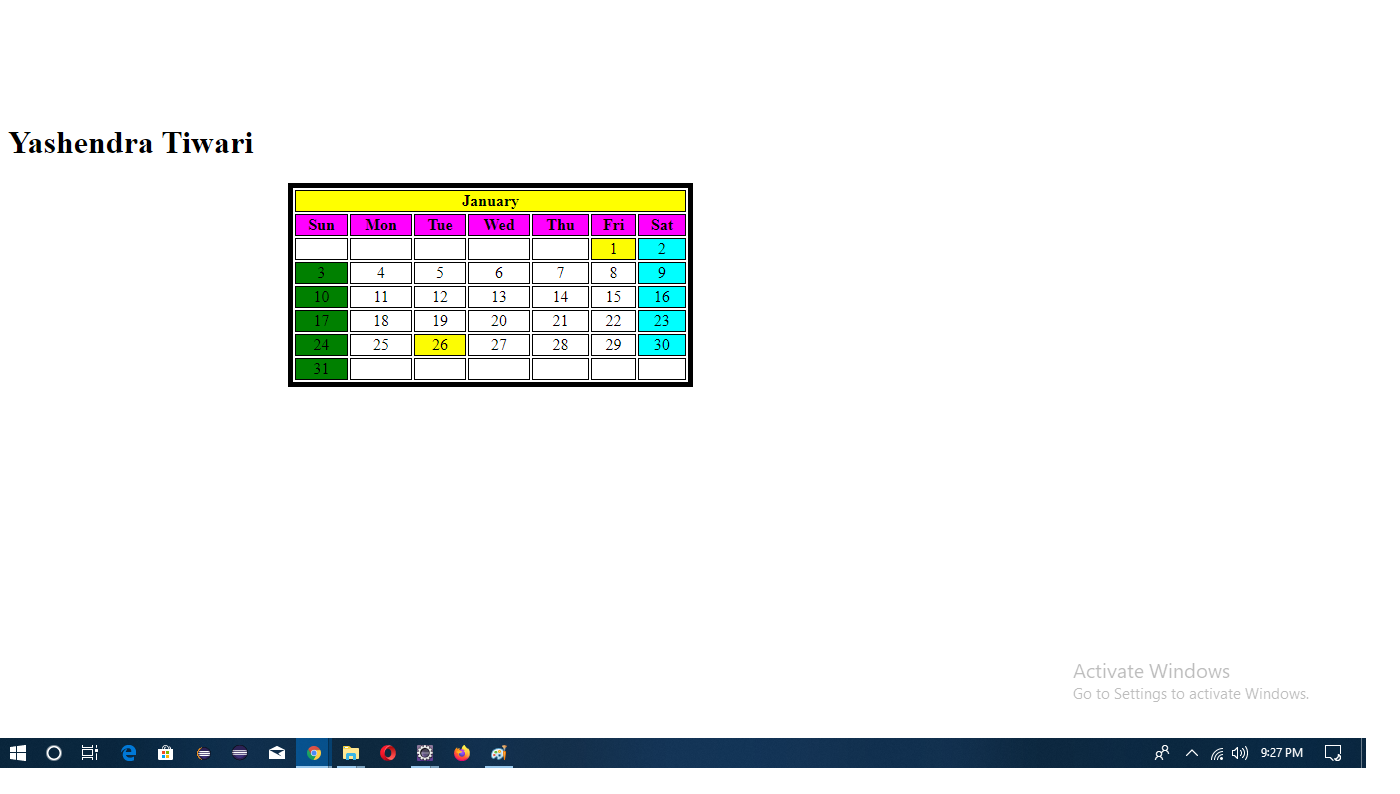 Yashendra Tiwari
January
Sun Mon Tue Wed Thu Fri Sat
1 2
3 4 5 6 7 8 9
10 11 12 13 14 15 16
17 18 19 20 21 22 23
24 25 26 27 28 29 30
31
Activate Windows
Go to Settings to activate Windows.
9:27 PM